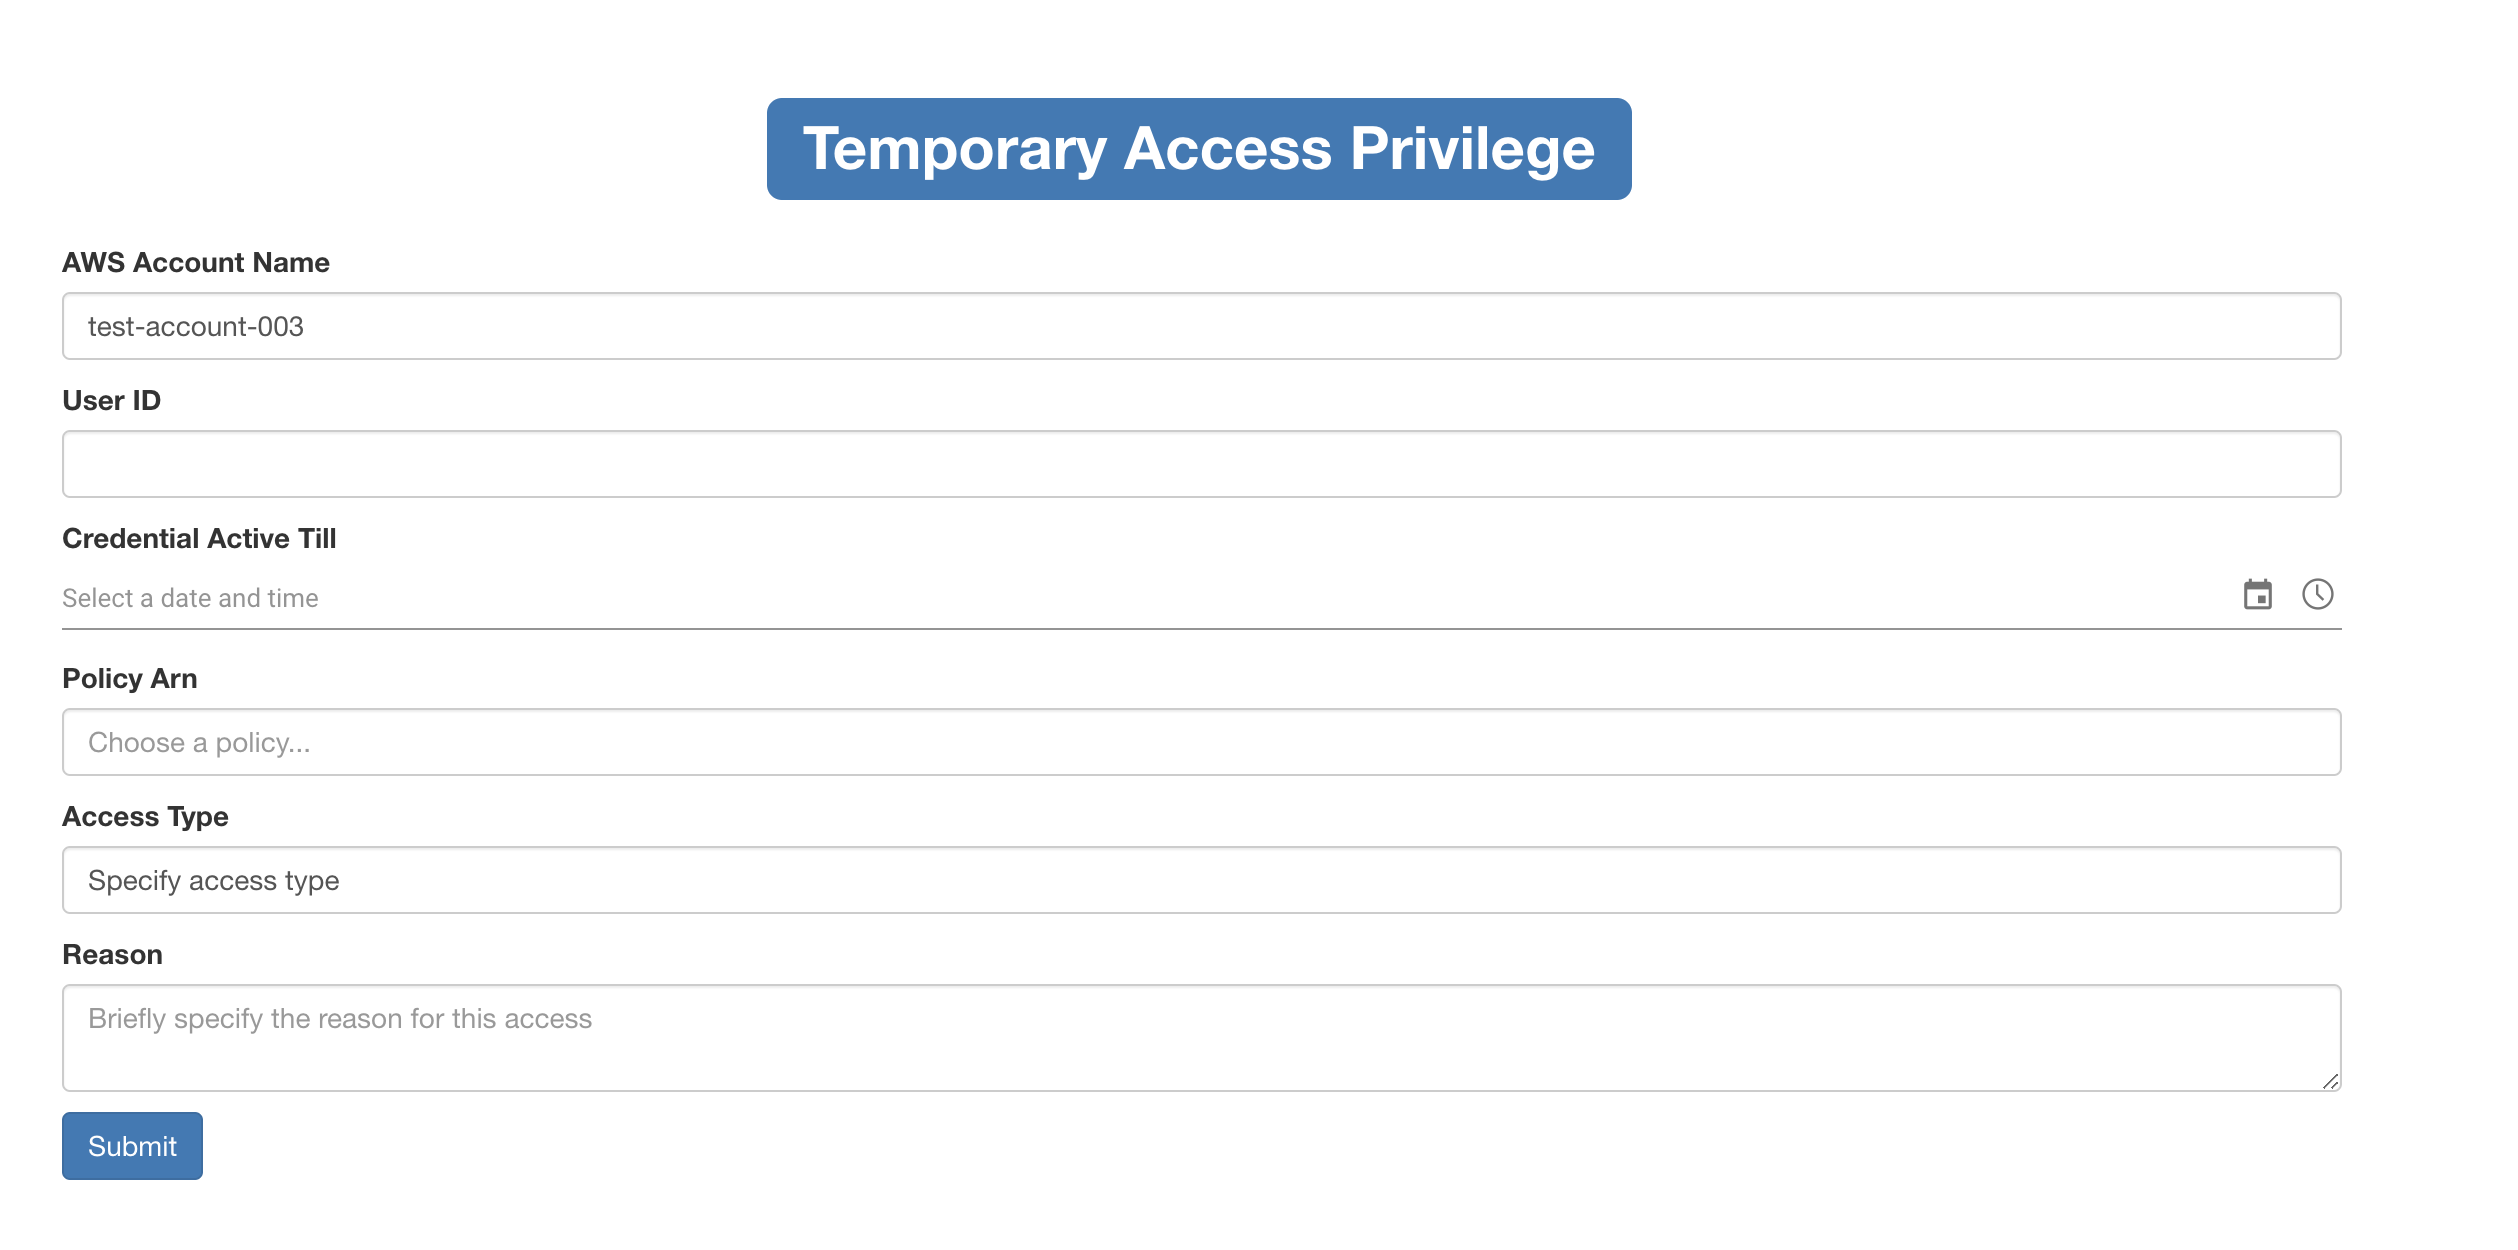 Temporary Access Privilege
AWS Account Name
test-account-003
User ID
Credential Active Till
Select a date and time
Policy Arn
Choose a policy...
Access Type
Specify access type
Reason
Briefly specify the reason for this access
Submit